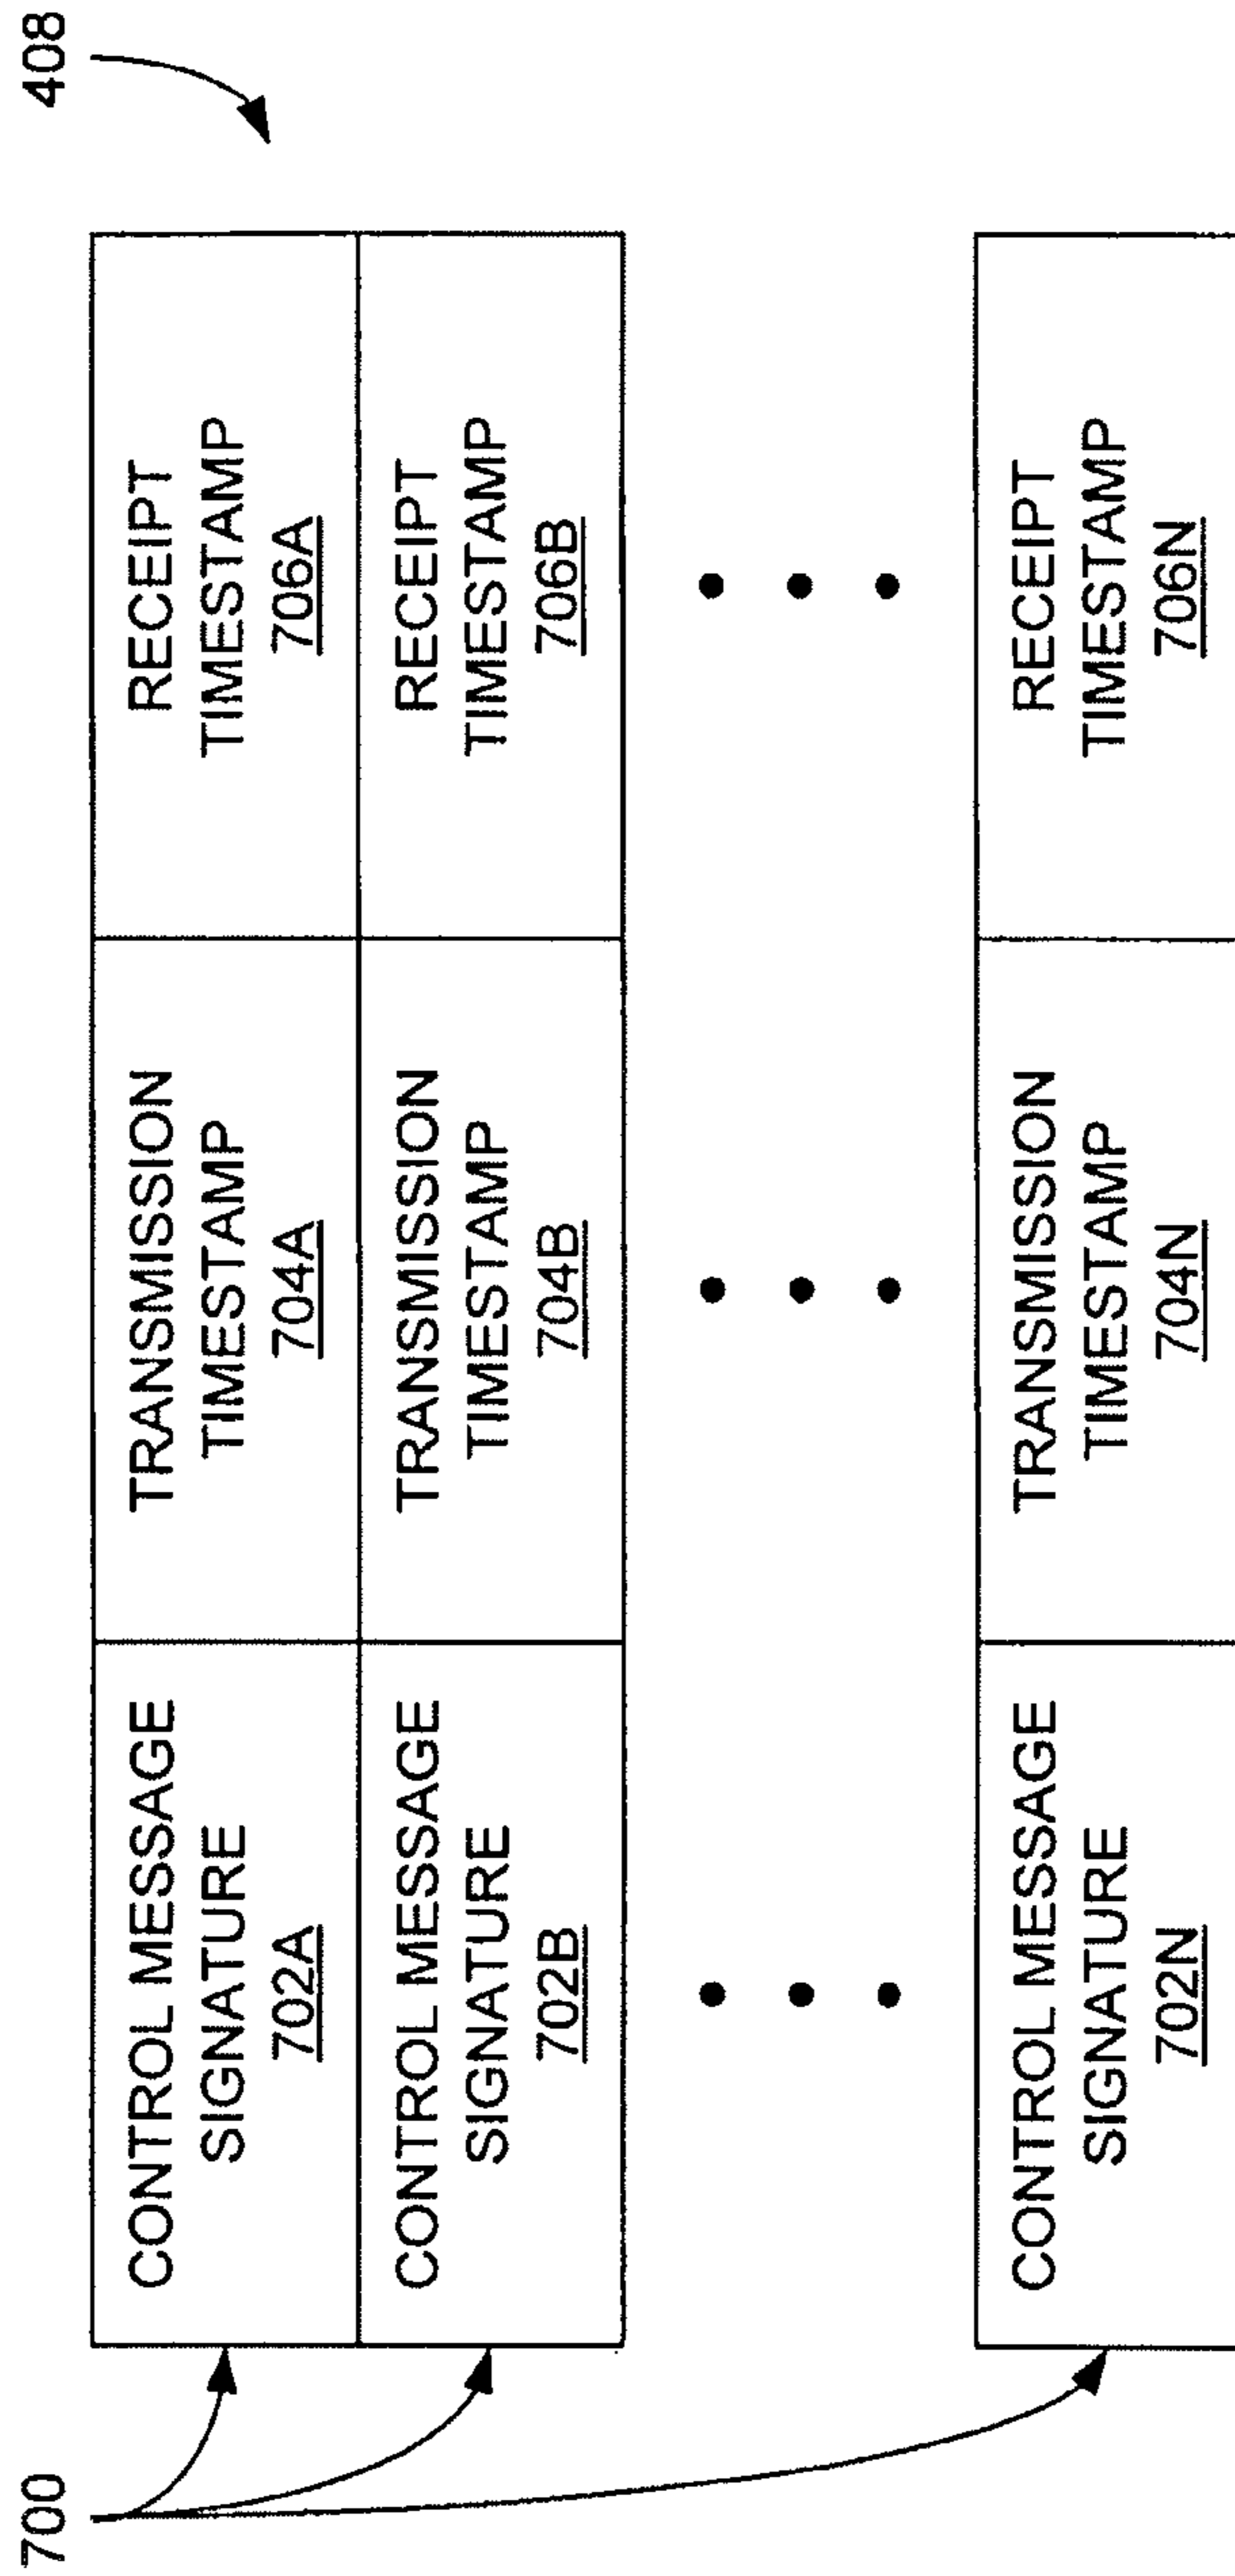 700
408
CONTROL MESSAGE
SIGNATURE
702A
TRANSMISSION
TIMESTAMP
704A
RECEIPT
TIMESTAMP
706A
CONTROL MESSAGE
SIGNATURE
702B
TRANSMISSION
TIMESTAMP
704B
RECEIPT
TIMESTAMP
706B
CONTROL MESSAGE
SIGNATURE
702N
TRANSMISSION
TIMESTAMP
704N
RECEIPT
TIMESTAMP
706N